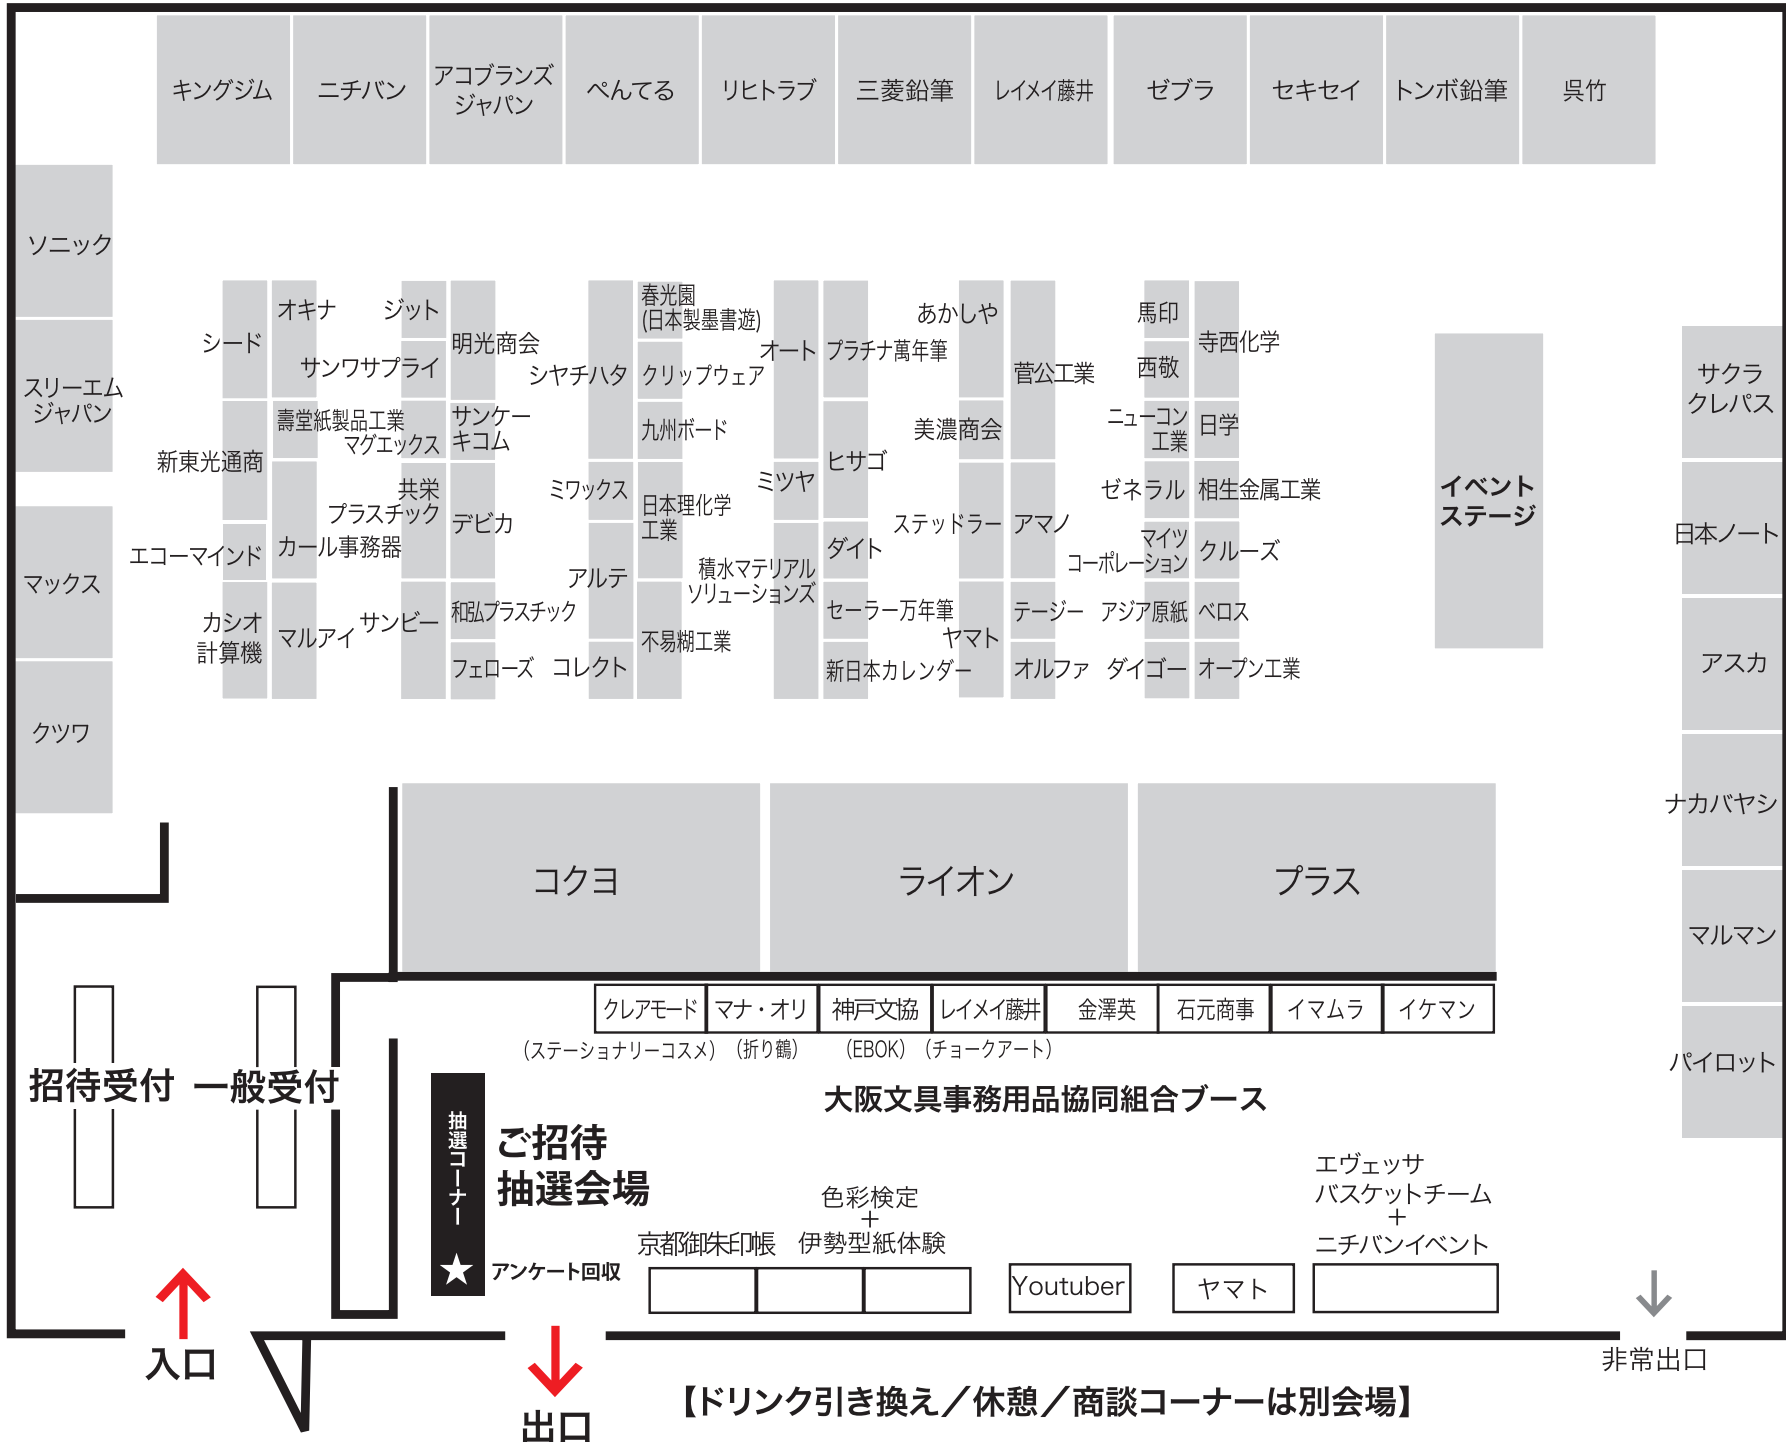 キングジム
ニチバン
アコブランズ
ジャパン
ぺんてる
リヒトラブ
三菱鉛筆
レイメイ藤井
ゼブラ
セキセイ
トンボ鉛筆
呉竹
ソニック
スリーエム
ジャパン
マックス
クツワ
シード
新東光通商
エコーマインド
カシオ
計算機
オキナ
壽堂紙製品工業
カール事務器
マルアイ
ジット
サンワサプライ
マグエックス
共栄
プラスチック
サンビー
明光商会
サンケー
キコム
デビカ
和弘プラスチック
フェローズ
シヤチハタ
ミワックス
アルテ
コレクト
春光園
(日本製墨書遊)
クリップウェア
九州ボード
日本理化学
工業
不易糊工業
オート
ミツヤ
積水マテリアル
ソリューションズ
プラチナ萬年筆
ヒサゴ
ダイト
セーラー万年筆
新日本カレンダー
あかしや
美濃商会
ステッドラー
ヤマト
菅公工業
アマノ
テージー
オルファ
馬印
西敬
ニューコン
工業
ゼネラル
マイツ
コーポレーション
アジア原紙
ダイゴー
寺西化学
日学
相生金属工業
クルーズ
ベロス
オープン工業
イベント
ステージ
サクラ
クレパス
日本ノート
アスカ
ナカバヤシ
マルマン
パイロット
コクヨ
ライオン
プラス
クレアモード
マナ・オリ
神戸文協
レイメイ藤井
金澤英
石元商事
イマムラ
イケマン
（ステーショナリーコスメ）
（折り鶴）
（EBOK）
（チョークアート）
大阪文具事務用品協同組合ブース
招待受付
一般受付
抽選コーナー
★
ご招待
抽選会場
アンケート回収
京都御朱印帳
色彩検定
＋
伊勢型紙体験
Youtuber
ヤマト
エヴェッサ
バスケットチーム
＋
ニチバンイベント
入口
出口
非常出口
【ドリンク引き換え／休憩／商談コーナーは別会場】